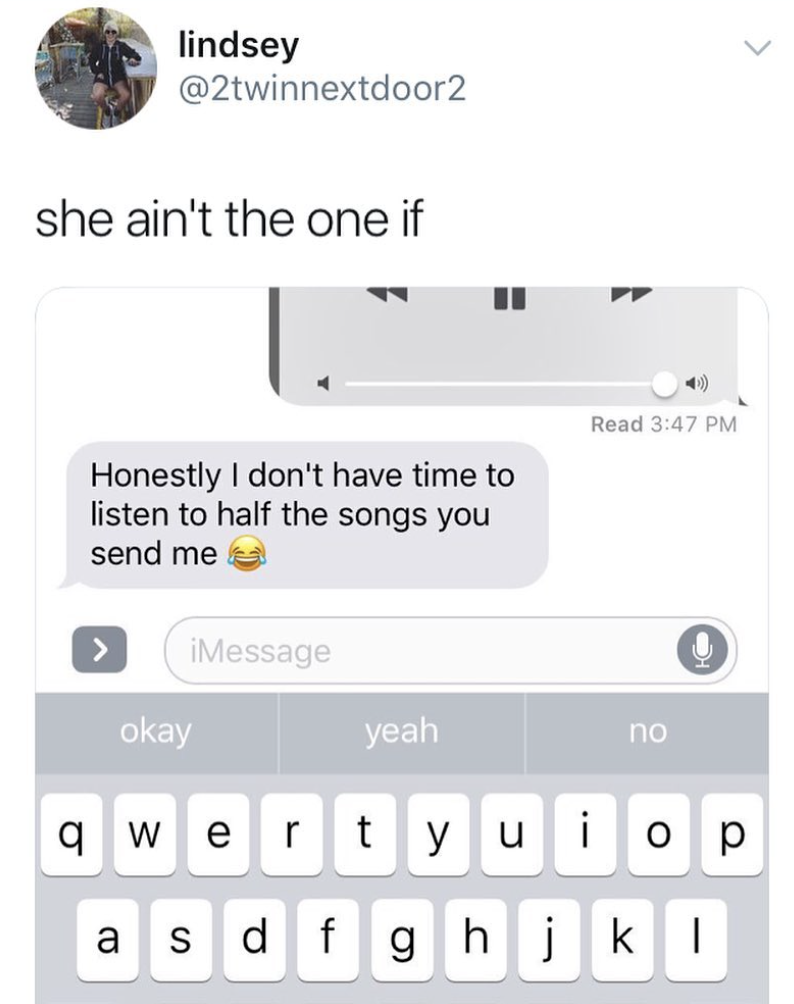 lindsey
@2twinnextdoor2
she ain't the one if
Read 3:47 PM
Honestly I don't have time to
listen to half the songs you
send me 😂
iMessage
okay yeah no
q w e r t y u i o p
a s d f g h j k l